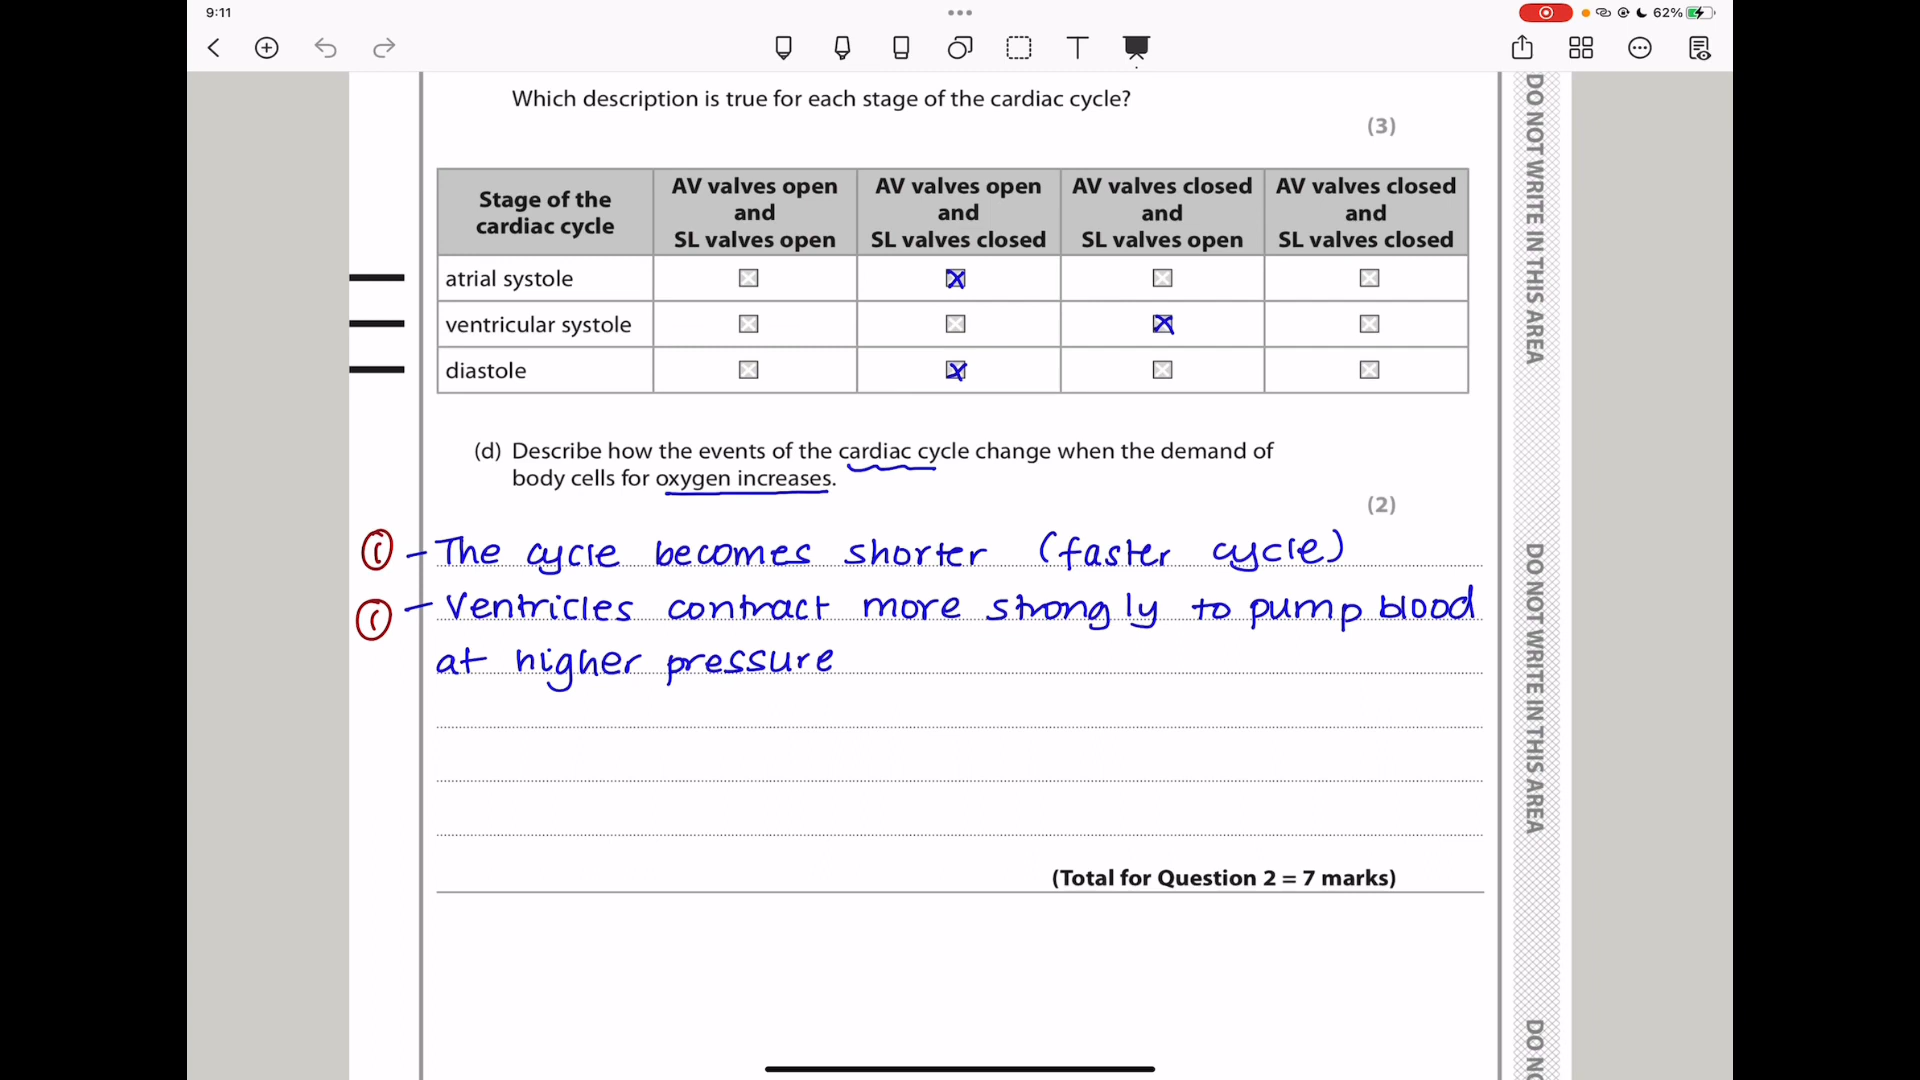 9:11
62%
Which description is true for each stage of the cardiac cycle?
(3)
Stage of the cardiac cycle
AV valves open and SL valves open
AV valves open and SL valves closed
AV valves closed and SL valves open
AV valves closed and SL valves closed
atrial systole
ventricular systole
diastole
(d) Describe how the events of the cardiac cycle change when the demand of
body cells for oxygen increases.
(2)
① - The cycle becomes shorter (faster cycle)
① - Ventricles contract more strongly to pump blood
at higher pressure
(Total for Question 2 = 7 marks)
DO NOT WRITE IN THIS AREA
DO NOT WRITE IN THIS AREA
DO N